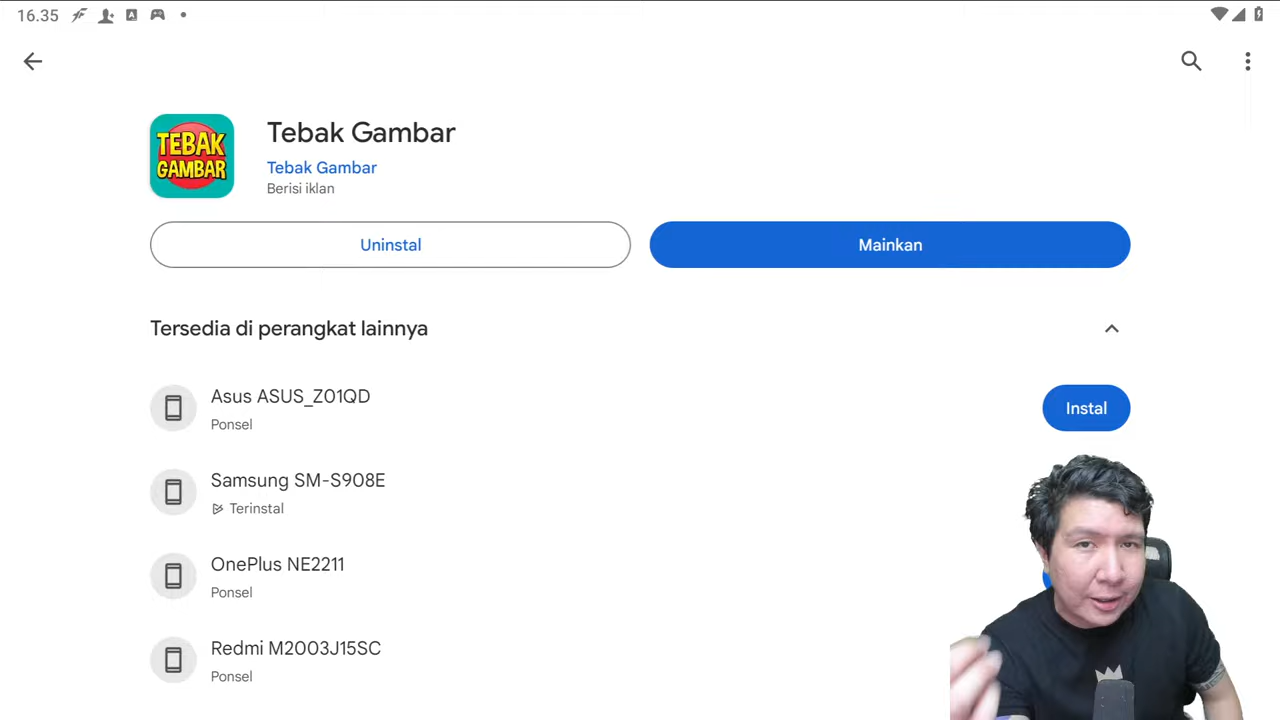 16.35
TEBAK
GAMBAR
Tebak Gambar
Tebak Gambar
Berisi iklan
Uninstal
Mainkan
Tersedia di perangkat lainnya
Asus ASUS_Z01QD
Ponsel
Instal
Samsung SM-S908E
Terinstal
OnePlus NE2211
Ponsel
Redmi M2003J15SC
Ponsel